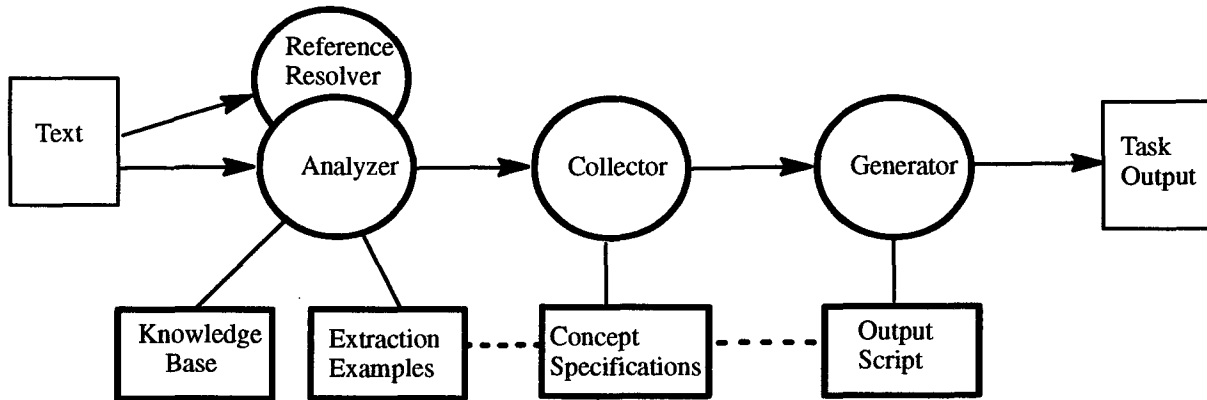 Reference
Resolver
Text
Analyzer
Collector
Generator
Task
Output
Knowledge
Base
Extraction
Examples
Concept
Specifications
Output
Script